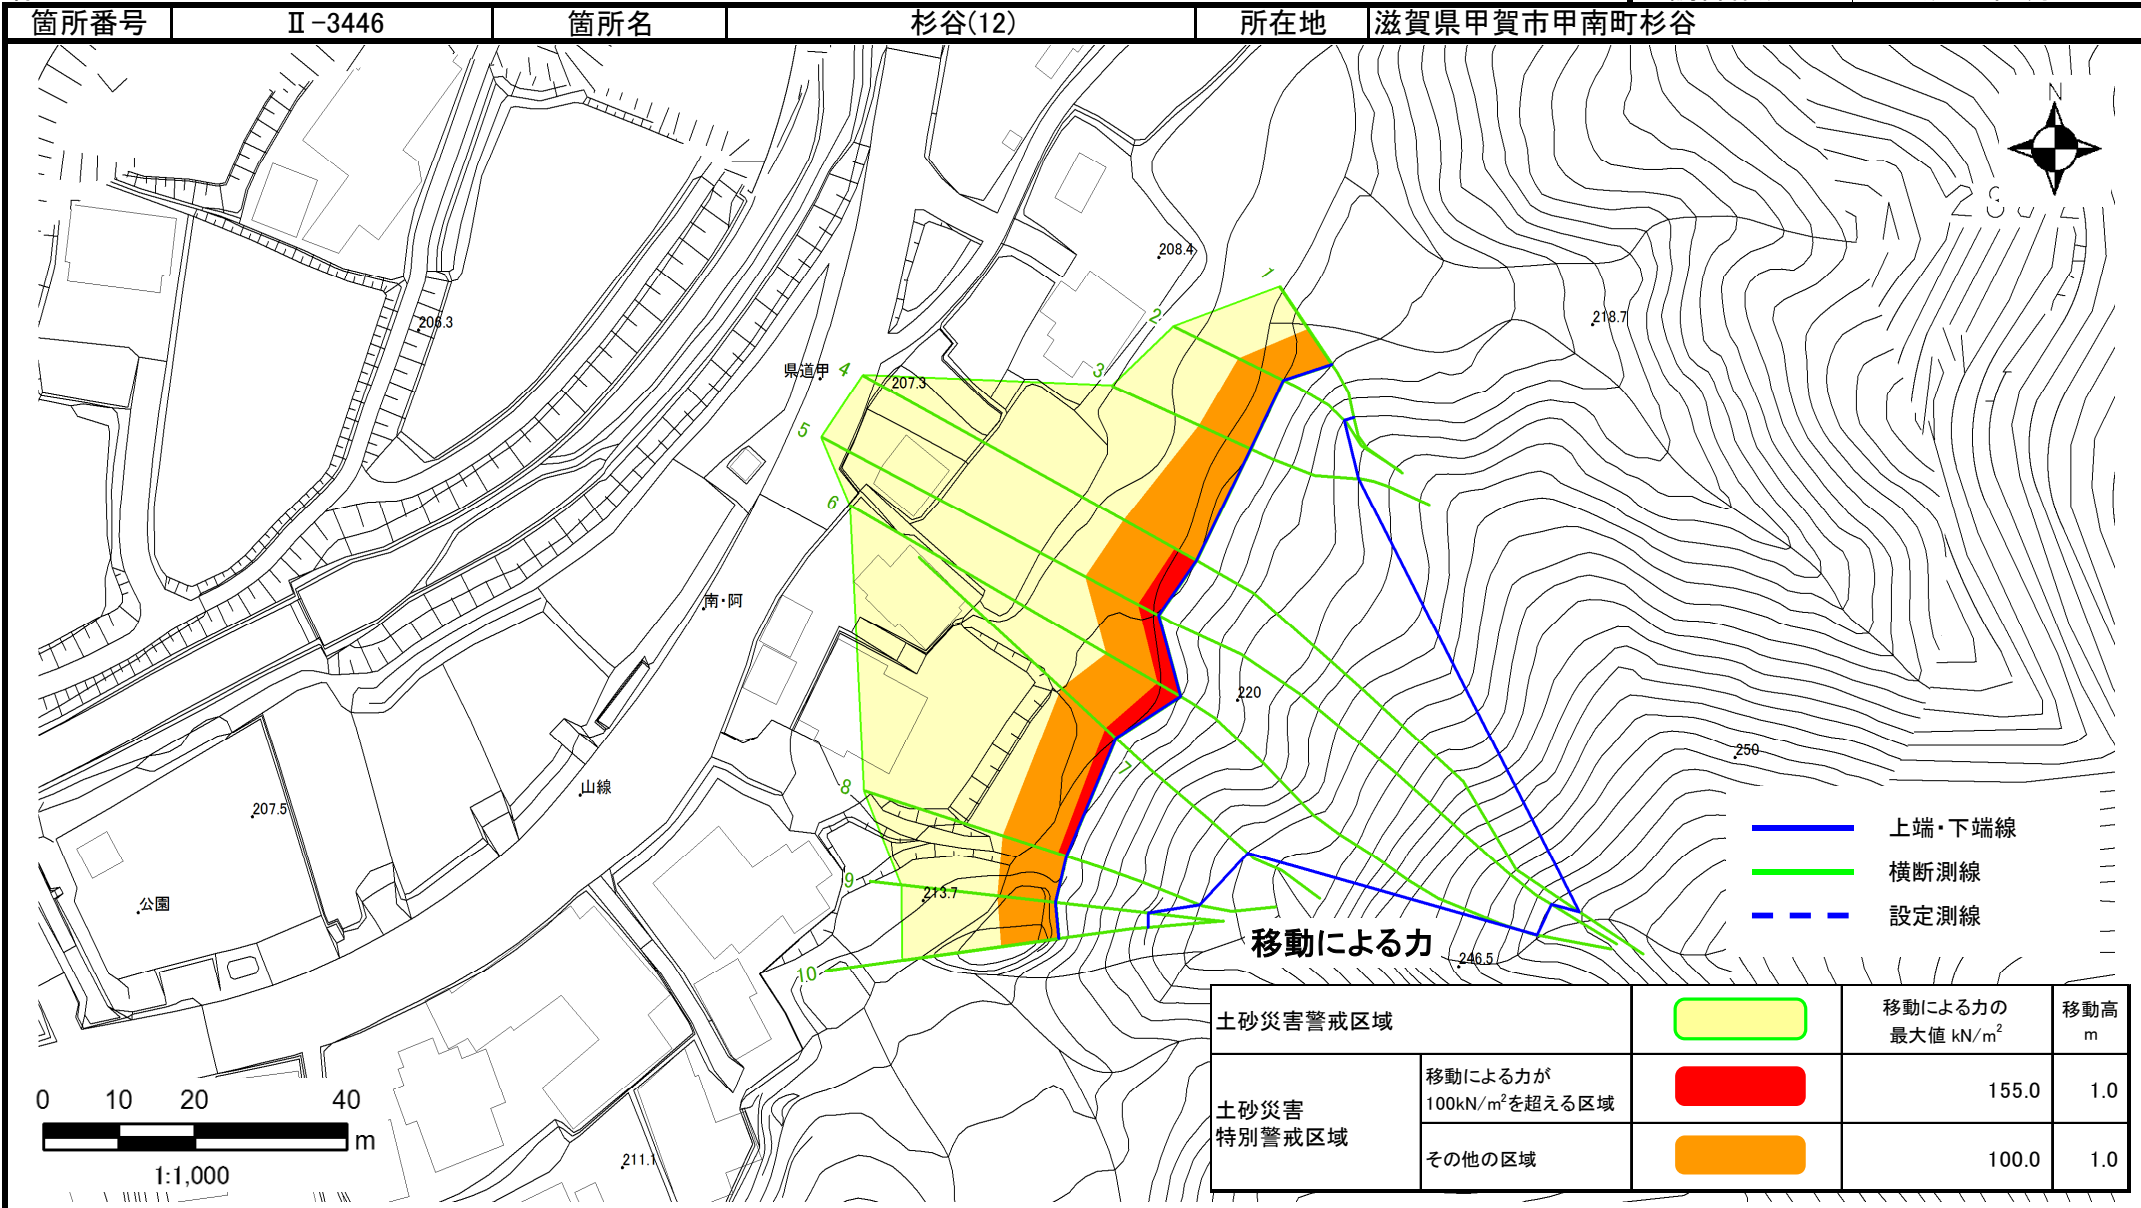 箇所番号 Ⅱ-3446 箇所名 杉谷(12) 所在地 滋賀県甲賀市甲南町杉谷
N
208.4
1
2
218.7
206.3
県道甲
4
207.3
3
5
6
南・阿
220
250
7
山線
8
207.5
上端・下端線
横断測線
設定測線
9
213.7
公園
移動による力
246.5
10
土砂災害警戒区域
移動による力の
最大値 kN/m²
移動高
m
土砂災害
特別警戒区域
移動による力が
100kN/m²を超える区域
155.0 1.0
その他の区域
100.0 1.0
0 10 20 40
m
1:1,000
211.1